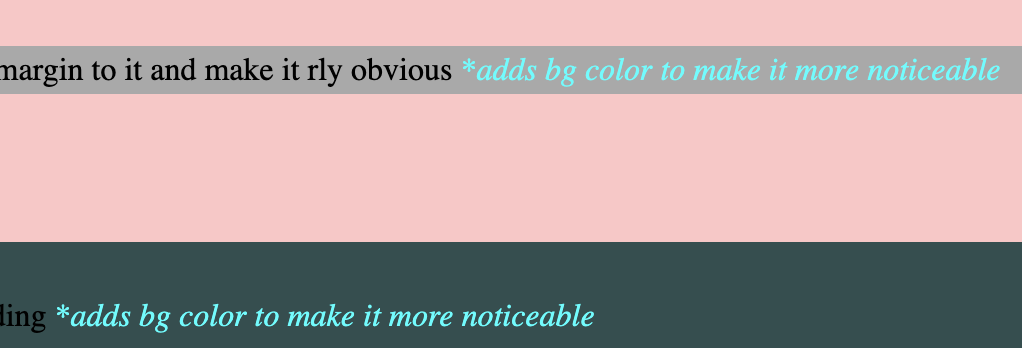 margin to it and make it rly obvious *adds bg color to make it more noticeable
ding *adds bg color to make it more noticeable